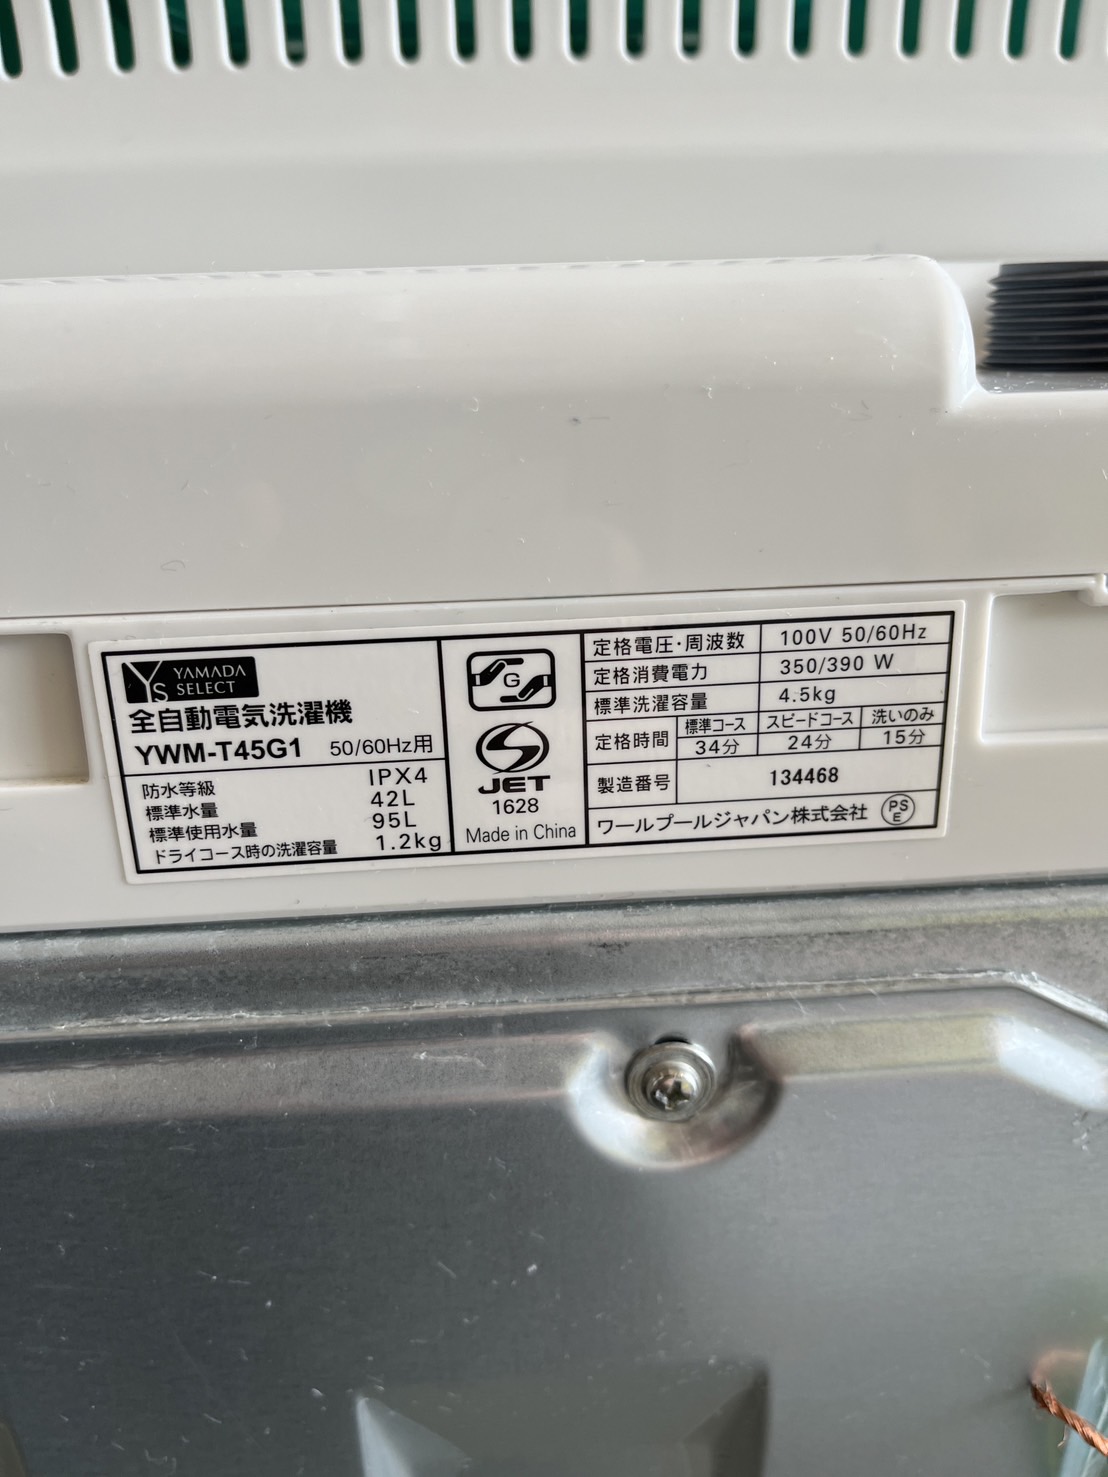 YS YAMADA SELECT
全自動電気洗濯機
YWM-T45G1 50/60Hz用
防水等級 IPX4
標準水量 42L
標準使用水量 95L
ドライコース時の洗濯容量 1.2kg
G
S
JET
1628
Made in China
定格電圧・周波数 100V 50/60Hz
定格消費電力 350/390 W
標準洗濯容量 4.5kg
定格時間 標準コース スピードコース 洗いのみ
34分 24分 15分
製造番号 134468
ワールプールジャパン株式会社 PSE